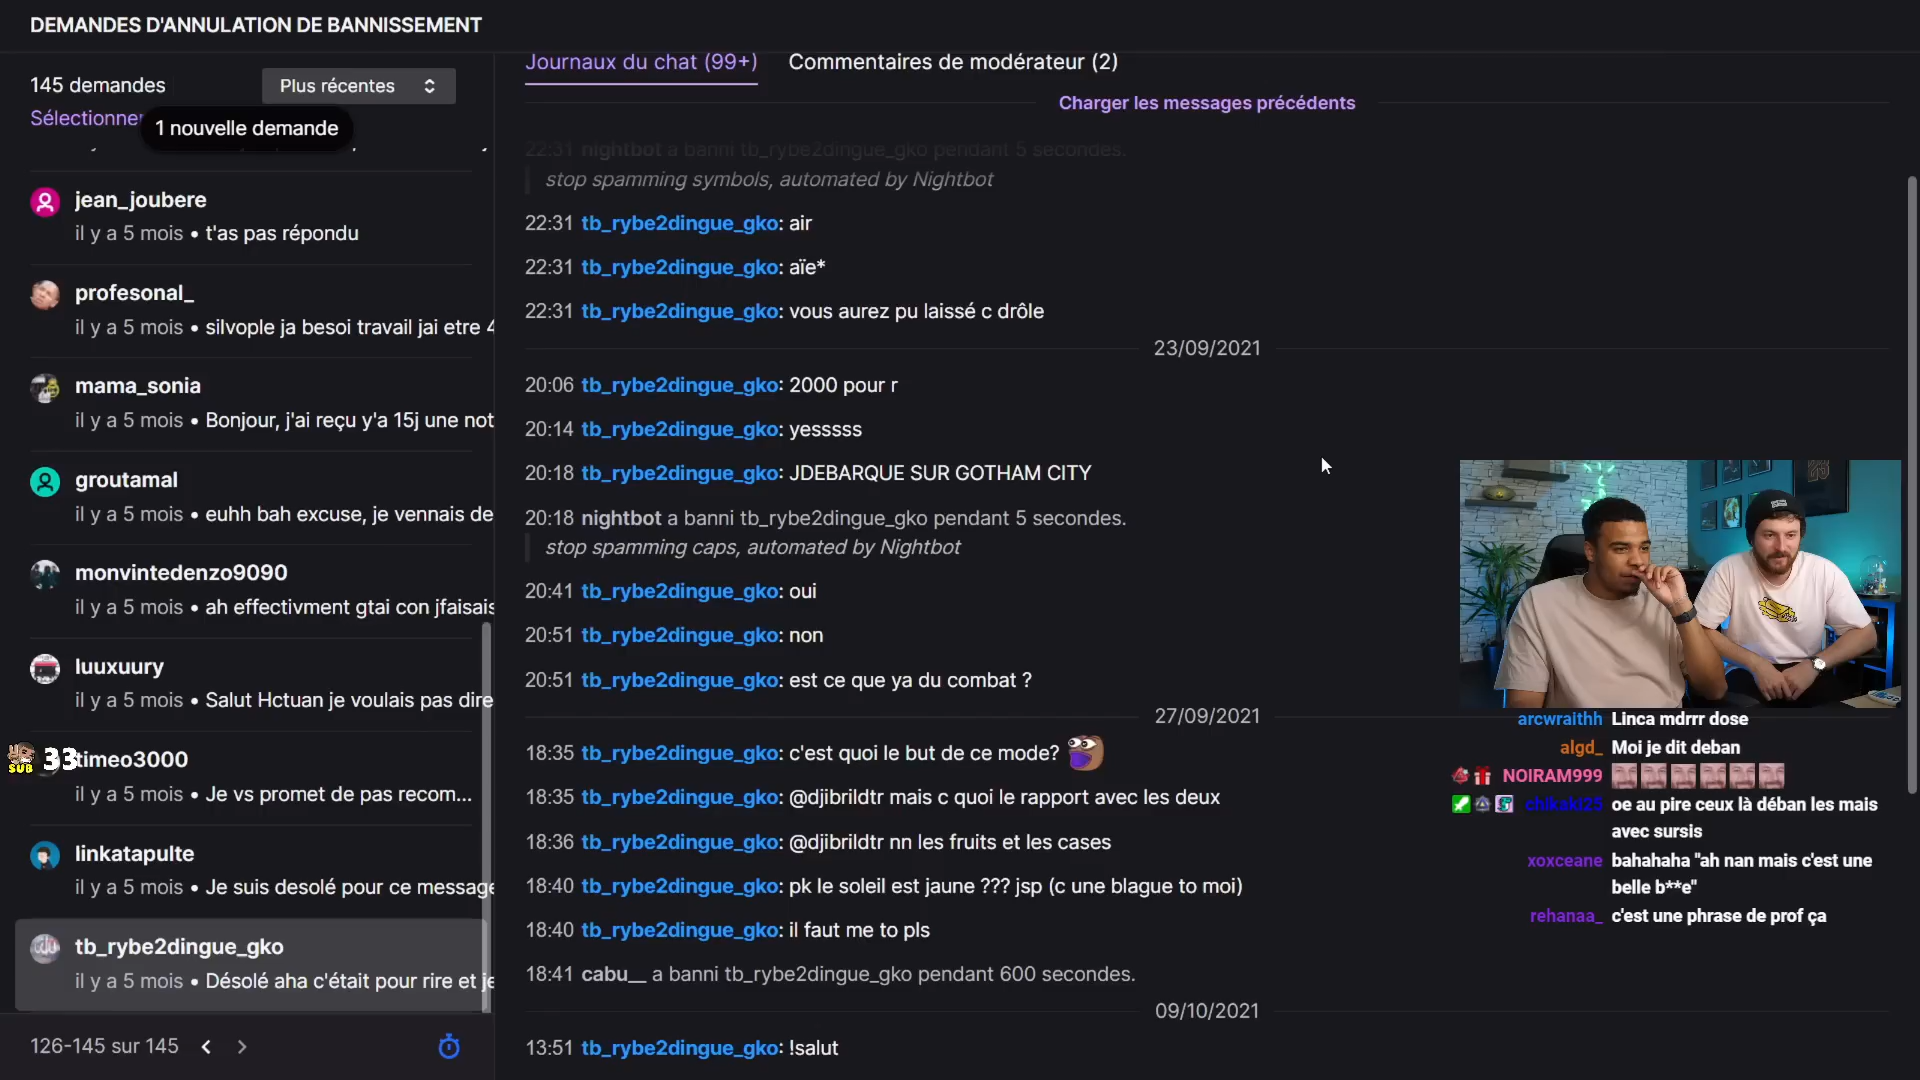 DEMANDES D'ANNULATION DE BANNISSEMENT
145 demandes
Plus récentes
Sélectionner
1 nouvelle demande
jean_joubere
il y a 5 mois • t'as pas répondu
profesonal_
il y a 5 mois • silvople ja besoi travail jai etre 4
mama_sonia
il y a 5 mois • Bonjour, j'ai reçu y'a 15j une not
groutamal
il y a 5 mois • euhh bah excuse, je vennais de
monvintedenzo9090
il y a 5 mois • ah effectivment gtai con jfaisais
luuxuury
il y a 5 mois • Salut Hctuan je voulais pas dire
SUB 33
timeo3000
il y a 5 mois • Je vs promet de pas recom...
linkatapulte
il y a 5 mois • Je suis desolé pour ce message
tb_rybe2dingue_gko
il y a 5 mois • Désolé aha c'était pour rire et je
126-145 sur 145
Journaux du chat (99+)
Commentaires de modérateur (2)
Charger les messages précédents
22:31 nightbot a banni tb_rybe2dingue_gko pendant 5 secondes.
stop spamming symbols, automated by Nightbot
22:31 tb_rybe2dingue_gko: air
22:31 tb_rybe2dingue_gko: aïe*
22:31 tb_rybe2dingue_gko: vous aurez pu laissé c drôle
23/09/2021
20:06 tb_rybe2dingue_gko: 2000 pour r
20:14 tb_rybe2dingue_gko: yesssss
20:18 tb_rybe2dingue_gko: JDEBARQUE SUR GOTHAM CITY
20:18 nightbot a banni tb_rybe2dingue_gko pendant 5 secondes.
stop spamming caps, automated by Nightbot
20:41 tb_rybe2dingue_gko: oui
20:51 tb_rybe2dingue_gko: non
20:51 tb_rybe2dingue_gko: est ce que ya du combat ?
27/09/2021
18:35 tb_rybe2dingue_gko: c'est quoi le but de ce mode?
18:35 tb_rybe2dingue_gko: @djibrildtr mais c quoi le rapport avec les deux
18:36 tb_rybe2dingue_gko: @djibrildtr nn les fruits et les cases
18:40 tb_rybe2dingue_gko: pk le soleil est jaune ??? jsp (c une blague to moi)
18:40 tb_rybe2dingue_gko: il faut me to pls
18:41 cabu__ a banni tb_rybe2dingue_gko pendant 600 secondes.
09/10/2021
13:51 tb_rybe2dingue_gko: !salut
arcwraithh Linca mdrrr dose
algd_ Moi je dit deban
NOIRAM999
chikaki25 oe au pire ceux là déban les mais
avec sursis
xoxceane bahahaha "ah nan mais c'est une
belle b**e"
rehanaa_ c'est une phrase de prof ça